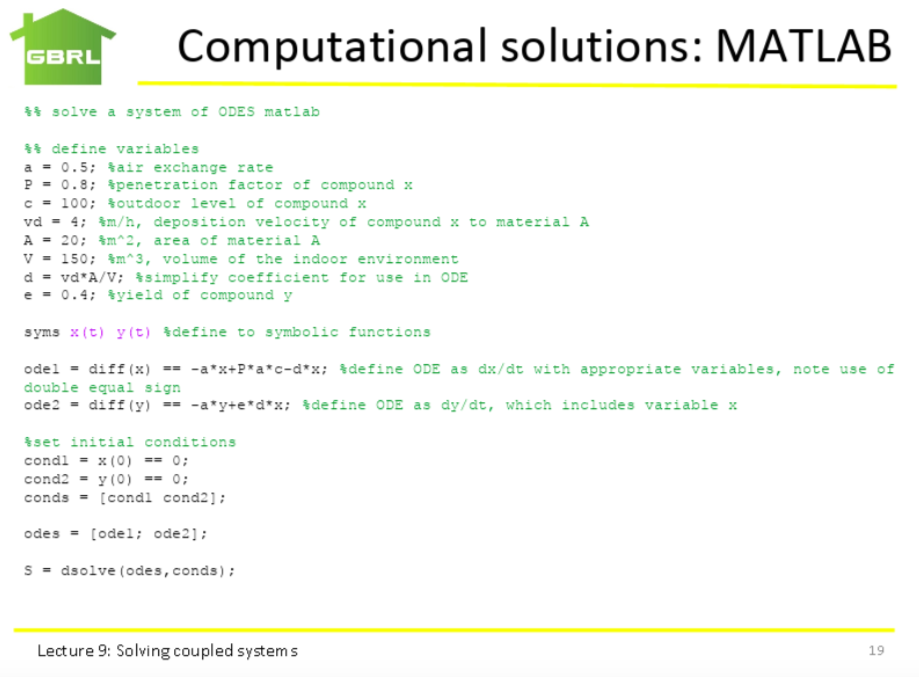 GBRL
Computational solutions: MATLAB
%% solve a system of ODES matlab
%% define variables
a = 0.5; %air exchange rate
P = 0.8; %penetration factor of compound x
c = 100; %outdoor level of compound x
vd = 4; %m/h, deposition velocity of compound x to material A
A = 20; %m^2, area of material A
V = 150; %m^3, volume of the indoor environment
d = vd*A/V; %simplify coefficient for use in ODE
e = 0.4; %yield of compound y
syms x(t) y(t) %define to symbolic functions
ode1 = diff(x) == -a*x+P*a*c-d*x; %define ODE as dx/dt with appropriate variables, note use of
double equal sign
ode2 = diff(y) == -a*y+e*d*x; %define ODE as dy/dt, which includes variable x
%set initial conditions
cond1 = x(0) == 0;
cond2 = y(0) == 0;
conds = [cond1 cond2];
odes = [ode1; ode2];
S = dsolve(odes,conds);
Lecture 9: Solving coupled systems
19